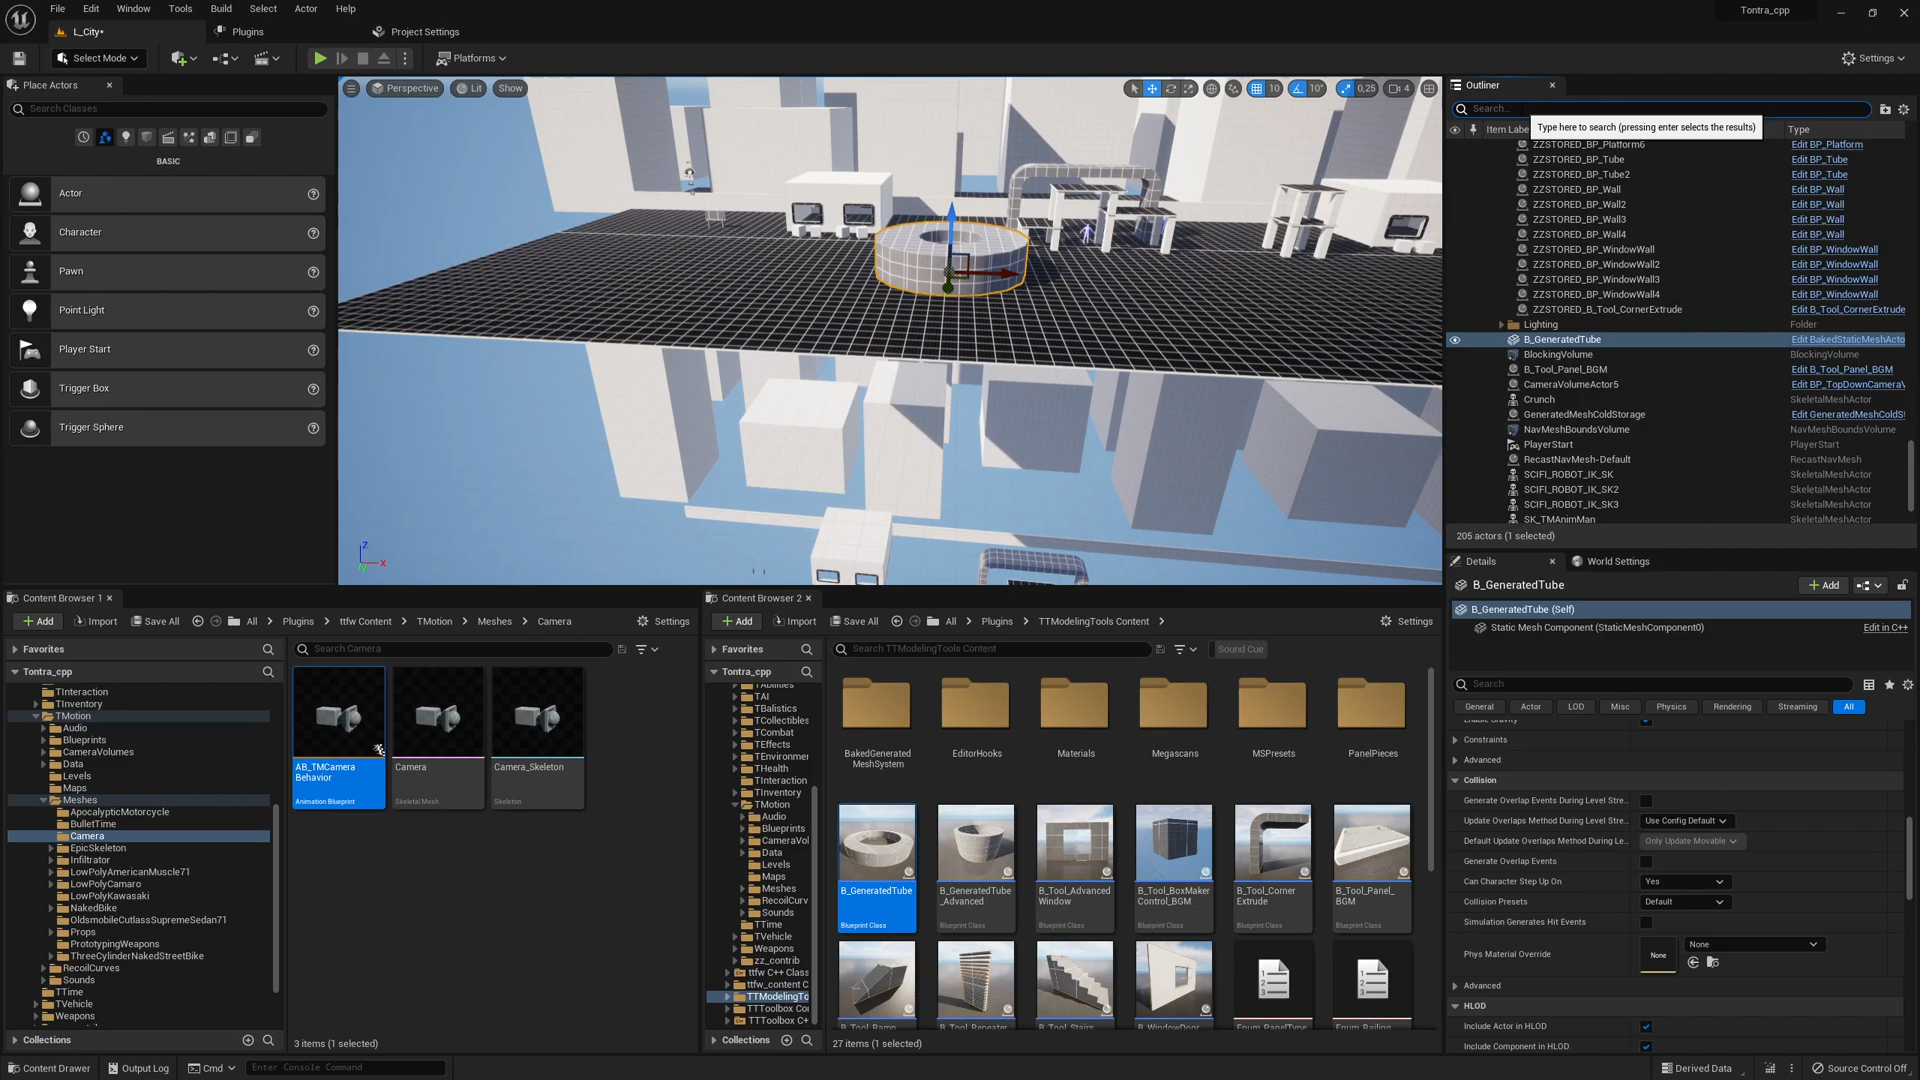 File Edit Window Tools Build Select Actor Help
Tontra_cpp
L_City*
Plugins
Project Settings
Select Mode
Platforms
Settings
Place Actors
Search Classes
BASIC
Actor
Character
Pawn
Point Light
Player Start
Trigger Box
Trigger Sphere
Perspective
Lit
Show
10
10°
0,25
4
Z
X
Outliner
Search...
Type here to search (pressing enter selects the results)
Item Labe
Type
ZZSTORED_BP_Platform6 Edit BP_Platform
ZZSTORED_BP_Tube Edit BP_Tube
ZZSTORED_BP_Tube2 Edit BP_Tube
ZZSTORED_BP_Wall Edit BP_Wall
ZZSTORED_BP_Wall2 Edit BP_Wall
ZZSTORED_BP_Wall3 Edit BP_Wall
ZZSTORED_BP_Wall4 Edit BP_Wall
ZZSTORED_BP_WindowWall Edit BP_WindowWall
ZZSTORED_BP_WindowWall2 Edit BP_WindowWall
ZZSTORED_BP_WindowWall3 Edit BP_WindowWall
ZZSTORED_BP_WindowWall4 Edit BP_WindowWall
ZZSTORED_B_Tool_CornerExtrude Edit B_Tool_CornerExtrude
Lighting Folder
B_GeneratedTube Edit BakedStaticMeshActo
BlockingVolume BlockingVolume
B_Tool_Panel_BGM Edit B_Tool_Panel_BGM
CameraVolumeActor5 Edit BP_TopDownCameraV
Crunch SkeletalMeshActor
GeneratedMeshColdStorage Edit GeneratedMeshColdSt
NavMeshBoundsVolume NavMeshBoundsVolume
PlayerStart PlayerStart
RecastNavMesh-Default RecastNavMesh
SCIFI_ROBOT_IK_SK SkeletalMeshActor
SCIFI_ROBOT_IK_SK2 SkeletalMeshActor
SCIFI_ROBOT_IK_SK3 SkeletalMeshActor
SK_TMAnimMan SkeletalMeshActor
205 actors (1 selected)
Details
World Settings
B_GeneratedTube
Add
B_GeneratedTube (Self)
Static Mesh Component (StaticMeshComponent0)
Edit in C++
Search
General Actor LOD Misc Physics Rendering Streaming All
Enable Gravity
Constraints
Advanced
Collision
Generate Overlap Events During Level Stre...
Update Overlaps Method During Level Stre... Use Config Default
Default Update Overlaps Method During Le... Only Update Movable
Generate Overlap Events
Can Character Step Up On Yes
Collision Presets Default
Simulation Generates Hit Events
Phys Material Override None None
Advanced
HLOD
Include Actor in HLOD
Include Component in HLOD
Content Browser 1
Add Import Save All All Plugins ttfw Content TMotion Meshes Camera Settings
Favorites
Search Camera
Tontra_cpp
TInteraction
TInventory
TMotion
Audio
Blueprints
CameraVolumes
Data
Levels
Maps
Meshes
ApocalypticMotorcycle
BulletTime
Camera
EpicSkeleton
Infiltrator
LowPolyAmericanMuscle71
LowPolyCamaro
LowPolyKawasaki
NakedBike
OldsmobileCutlassSupremeSedan71
Props
PrototypingWeapons
ThreeCylinderNakedStreetBike
RecoilCurves
Sounds
TTime
TVehicle
Weapons
Collections
AB_TMCamera
Behavior
Animation Blueprint
Camera
Skeletal Mesh
Camera_Skeleton
Skeleton
3 items (1 selected)
Content Browser 2
Add Import Save All All Plugins TTModelingTools Content Settings
Favorites
Search TTModelingTools Content
Sound Cue
Tontra_cpp
TAbilities
TAI
TBalistics
TCollectibles
TCombat
TEffects
TEnvironmer
THealth
TInteraction
TInventory
TMotion
Audio
Blueprints
CameraVol
Data
Levels
Maps
Meshes
RecoilCurv
Sounds
TTime
TVehicle
Weapons
zz_contrib
ttfw C++ Class
ttfw_content C
TTModelingTo
TTToolbox Co
TTToolbox C+
Collections
BakedGenerated
MeshSystem
EditorHooks
Materials
Megascans
MSPresets
PanelPieces
B_GeneratedTube
Blueprint Class
B_GeneratedTube
_Advanced
Blueprint Class
B_Tool_Advanced
Window
Blueprint Class
B_Tool_BoxMaker
Control_BGM
Blueprint Class
B_Tool_Corner
Extrude
Blueprint Class
B_Tool_Panel_
BGM
Blueprint Class
B_Tool_Ramp
B_Tool_Repeater
B_Tool_Stairs
B_WindowDoor
Enum_PanelType
Enum_Railing
27 items (1 selected)
Content Drawer
Output Log
Cmd
Enter Console Command
Derived Data
Source Control Off